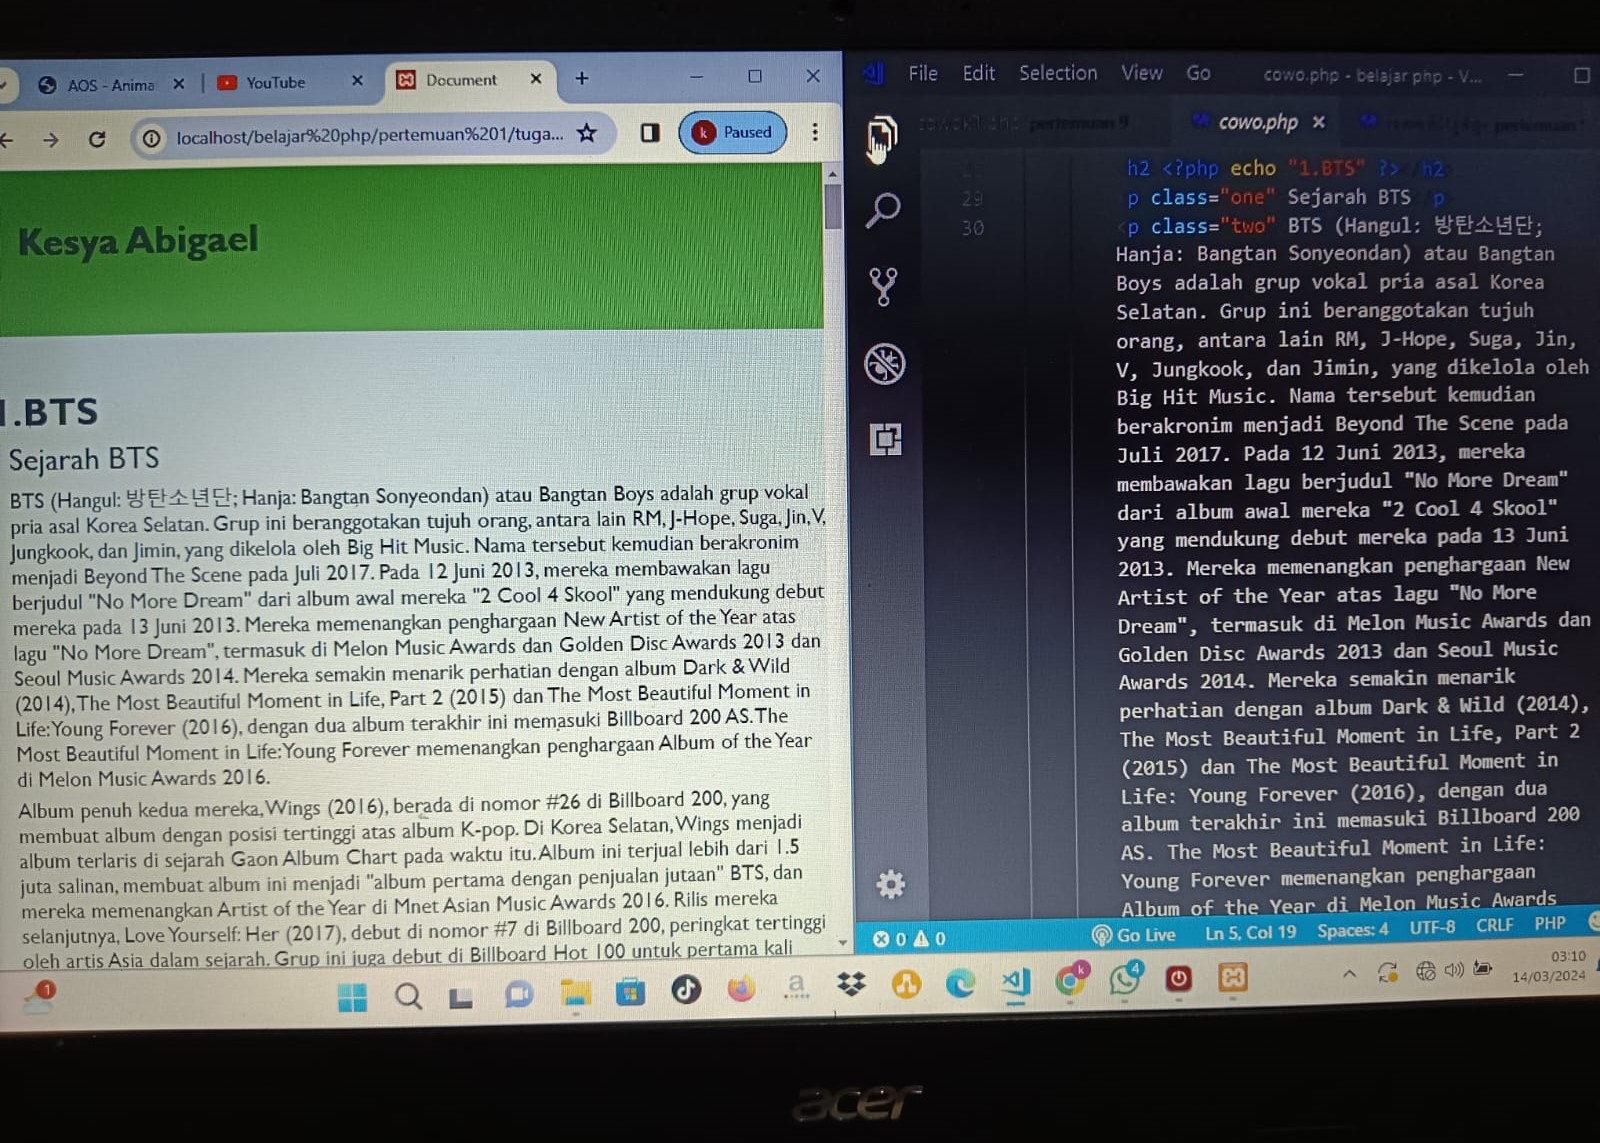 AOS - Anima
YouTube
Document
localhost/belajar%20php/pertemuan%201/tuga...
k Paused
Kesya Abigael
1.BTS
Sejarah BTS
BTS (Hangul: 방탄소년단; Hanja: Bangtan Sonyeondan) atau Bangtan Boys adalah grup vokal
pria asal Korea Selatan. Grup ini beranggotakan tujuh orang, antara lain RM, J-Hope, Suga, Jin, V,
Jungkook, dan Jimin, yang dikelola oleh Big Hit Music. Nama tersebut kemudian berakronim
menjadi Beyond The Scene pada Juli 2017. Pada 12 Juni 2013, mereka membawakan lagu
berjudul "No More Dream" dari album awal mereka "2 Cool 4 Skool" yang mendukung debut
mereka pada 13 Juni 2013. Mereka memenangkan penghargaan New Artist of the Year atas
lagu "No More Dream", termasuk di Melon Music Awards dan Golden Disc Awards 2013 dan
Seoul Music Awards 2014. Mereka semakin menarik perhatian dengan album Dark & Wild
(2014), The Most Beautiful Moment in Life, Part 2 (2015) dan The Most Beautiful Moment in
Life: Young Forever (2016), dengan dua album terakhir ini memasuki Billboard 200 AS. The
Most Beautiful Moment in Life: Young Forever memenangkan penghargaan Album of the Year
di Melon Music Awards 2016.
Album penuh kedua mereka, Wings (2016), berada di nomor #26 di Billboard 200, yang
membuat album dengan posisi tertinggi atas album K-pop. Di Korea Selatan, Wings menjadi
album terlaris di sejarah Gaon Album Chart pada waktu itu. Album ini terjual lebih dari 1.5
juta salinan, membuat album ini menjadi "album pertama dengan penjualan jutaan" BTS, dan
mereka memenangkan Artist of the Year di Mnet Asian Music Awards 2016. Rilis mereka
selanjutnya, Love Yourself: Her (2017), debut di nomor #7 di Billboard 200, peringkat tertinggi
oleh artis Asia dalam sejarah. Grup ini juga debut di Billboard Hot 100 untuk pertama kali
File Edit Selection View Go cowo.php - belajar php - V...
pertemuan 9 cowo.php
h2 <?php echo "1.BTS" ?> /h2
29 p class="one" Sejarah BTS p
30 <p class="two" BTS (Hangul: 방탄소년단;
Hanja: Bangtan Sonyeondan) atau Bangtan
Boys adalah grup vokal pria asal Korea
Selatan. Grup ini beranggotakan tujuh
orang, antara lain RM, J-Hope, Suga, Jin,
V, Jungkook, dan Jimin, yang dikelola oleh
Big Hit Music. Nama tersebut kemudian
berakronim menjadi Beyond The Scene pada
Juli 2017. Pada 12 Juni 2013, mereka
membawakan lagu berjudul "No More Dream"
dari album awal mereka "2 Cool 4 Skool"
yang mendukung debut mereka pada 13 Juni
2013. Mereka memenangkan penghargaan New
Artist of the Year atas lagu "No More
Dream", termasuk di Melon Music Awards dan
Golden Disc Awards 2013 dan Seoul Music
Awards 2014. Mereka semakin menarik
perhatian dengan album Dark & Wild (2014),
The Most Beautiful Moment in Life, Part 2
(2015) dan The Most Beautiful Moment in
Life: Young Forever (2016), dengan dua
album terakhir ini memasuki Billboard 200
AS. The Most Beautiful Moment in Life:
Young Forever memenangkan penghargaan
Album of the Year di Melon Music Awards
0 0 Go Live Ln 5, Col 19 Spaces: 4 UTF-8 CRLF PHP
1
a
k
4
03:10
14/03/2024
acer